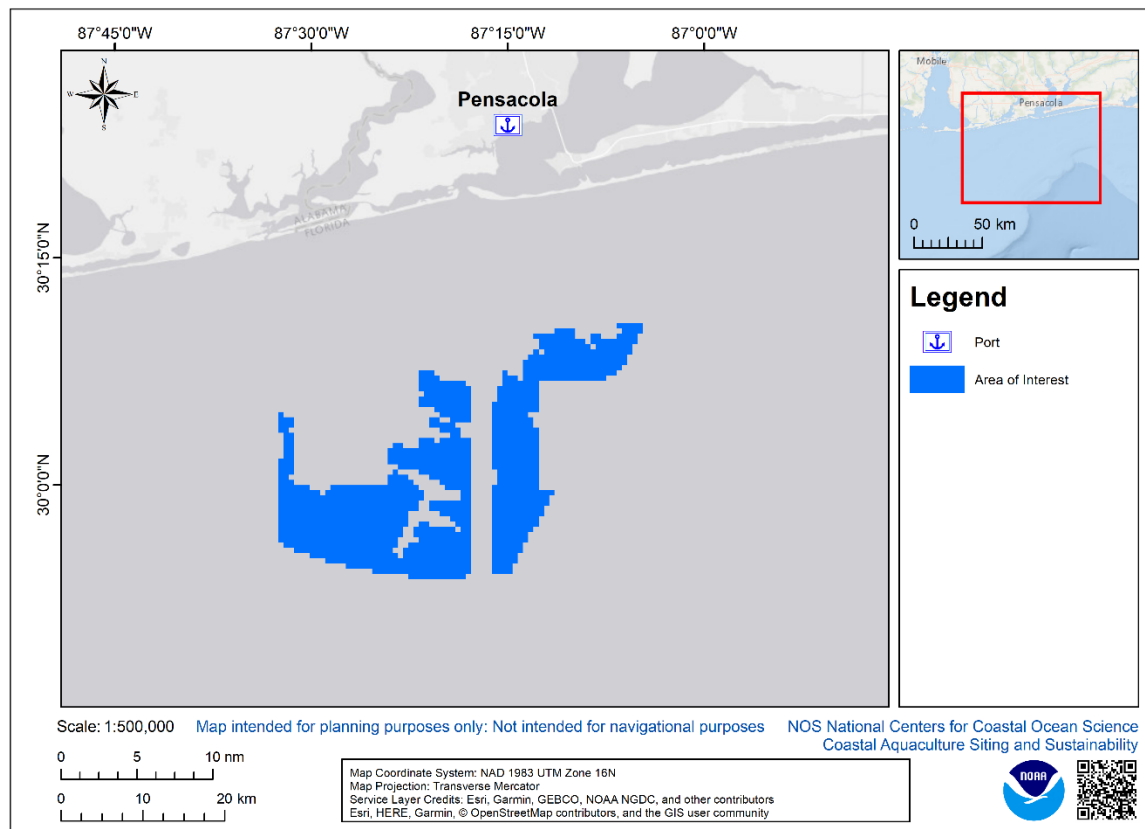 87°45'0"W
87°30'0"W
87°15'0"W
87°0'0"W
N
W
E
S
Pensacola
ALABAMA
FLORIDA
30°15'0"N
30°0'0"N
Mobile
Pensacola
0 50 km
Legend
Port
Area of Interest
Scale: 1:500,000
Map intended for planning purposes only: Not intended for navigational purposes
NOS National Centers for Coastal Ocean Science
Coastal Aquaculture Siting and Sustainability
0 5 10 nm
0 10 20 km
Map Coordinate System: NAD 1983 UTM Zone 16N
Map Projection: Transverse Mercator
Service Layer Credits: Esri, Garmin, GEBCO, NOAA NGDC, and other contributors
Esri, HERE, Garmin, © OpenStreetMap contributors, and the GIS user community
NOAA